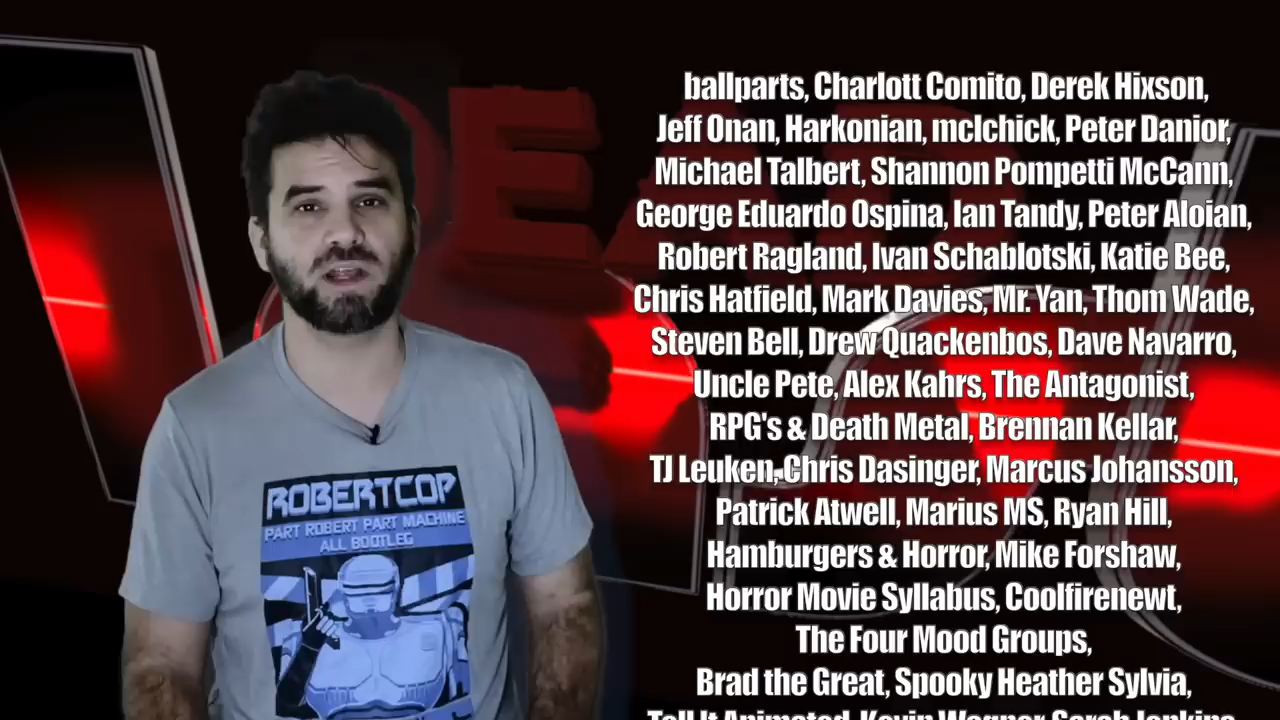 ballparts, Charlott Comito, Derek Hixson,
Jeff Onan, Harkonian, mclchick, Peter Danior,
Michael Talbert, Shannon Pompetti McCann,
George Eduardo Ospina, Ian Tandy, Peter Aloian,
Robert Ragland, Ivan Schablotski, Katie Bee,
Chris Hatfield, Mark Davies, Mr. Yan, Thom Wade,
Steven Bell, Drew Quackenbos, Dave Navarro,
Uncle Pete, Alex Kahrs, The Antagonist,
RPG's & Death Metal, Brennan Kellar,
TJ Leuken, Chris Dasinger, Marcus Johansson,
Patrick Atwell, Marius MS, Ryan Hill,
Hamburgers & Horror, Mike Forshaw,
Horror Movie Syllabus, Coolfirenewt,
The Four Mood Groups,
Brad the Great, Spooky Heather Sylvia,
ROBERTCOP
PART ROBERT PART MACHINE
ALL BOOTLEG